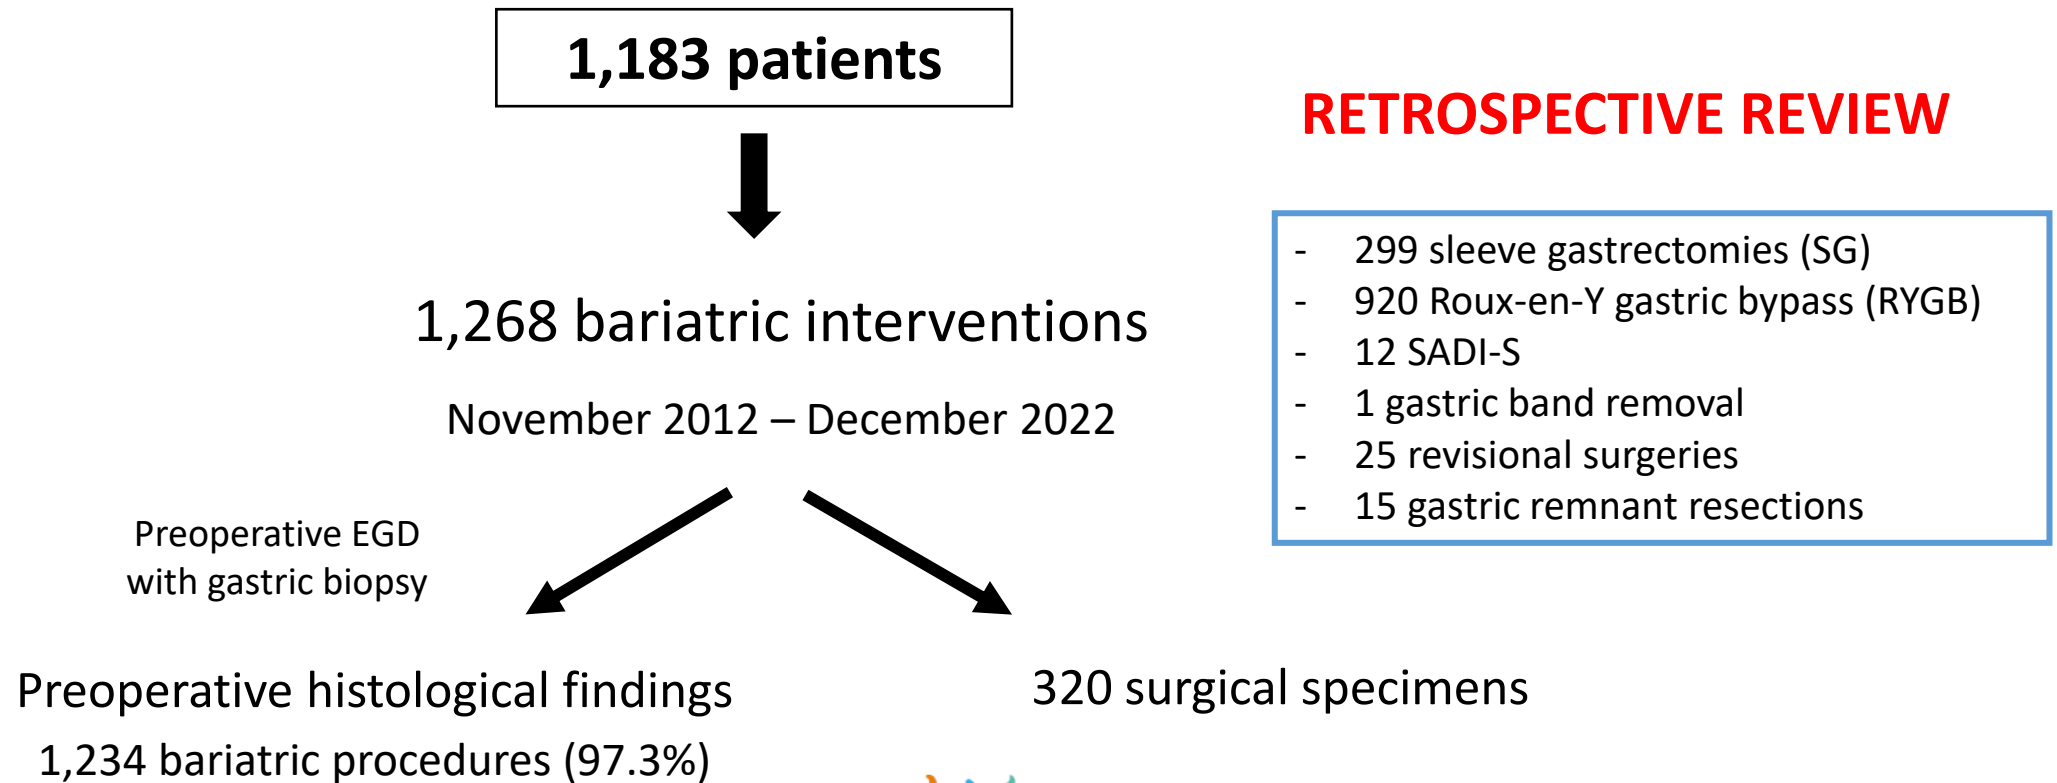 1,183 patients
RETROSPECTIVE REVIEW
1,268 bariatric interventions
November 2012 – December 2022
- 299 sleeve gastrectomies (SG)
- 920 Roux-en-Y gastric bypass (RYGB)
- 12 SADI-S
- 1 gastric band removal
- 25 revisional surgeries
- 15 gastric remnant resections
Preoperative EGD
with gastric biopsy
Preoperative histological findings
1,234 bariatric procedures (97.3%)
320 surgical specimens